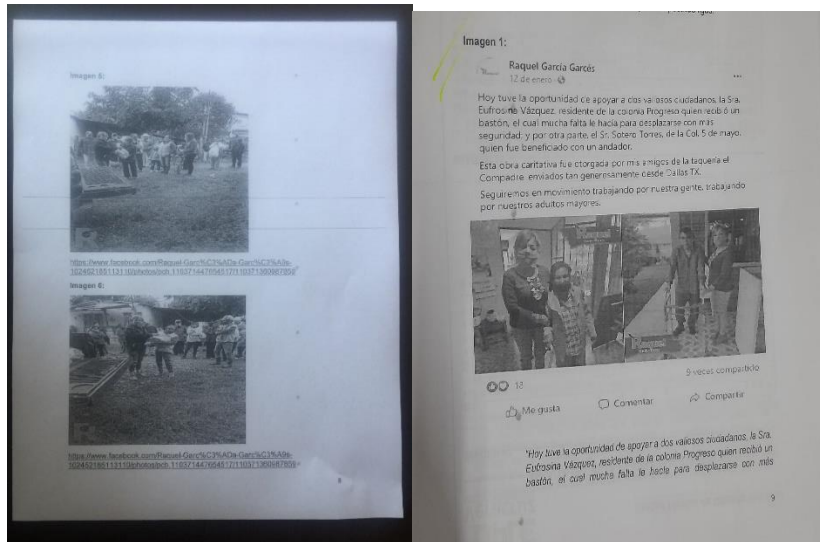 Imagen 5:
Imagen 6:
Imagen 1:
Raquel García Garcés
12 de enero
Hoy tuve la oportunidad de apoyar a dos valiosos ciudadanos, la Sra.
Eufrosina Vázquez, residente de la colonia Progreso quien recibió un
bastón, el cual mucha falta le hacía para desplazarse con más
seguridad; y por otra parte, el Sr. Sotero Torres, de la Col. 5 de mayo,
quien fue beneficiado con un andador.
Esta obra caritativa fue otorgada por mis amigos de la taquería el
Compadre, enviados tan generosamente desde Dallas TX.
Seguiremos en movimiento trabajando por nuestra gente, trabajando
por nuestros adultos mayores.
Raquel
Raquel
18
9 veces compartido
Me gusta
Comentar
Compartir
"Hoy tuve la oportunidad de apoyar a dos valiosos ciudadanos, la Sra.
Eufrosina Vázquez, residente de la colonia Progreso quien recibió un
bastón, el cual mucha falta le hacía para desplazarse con más
9